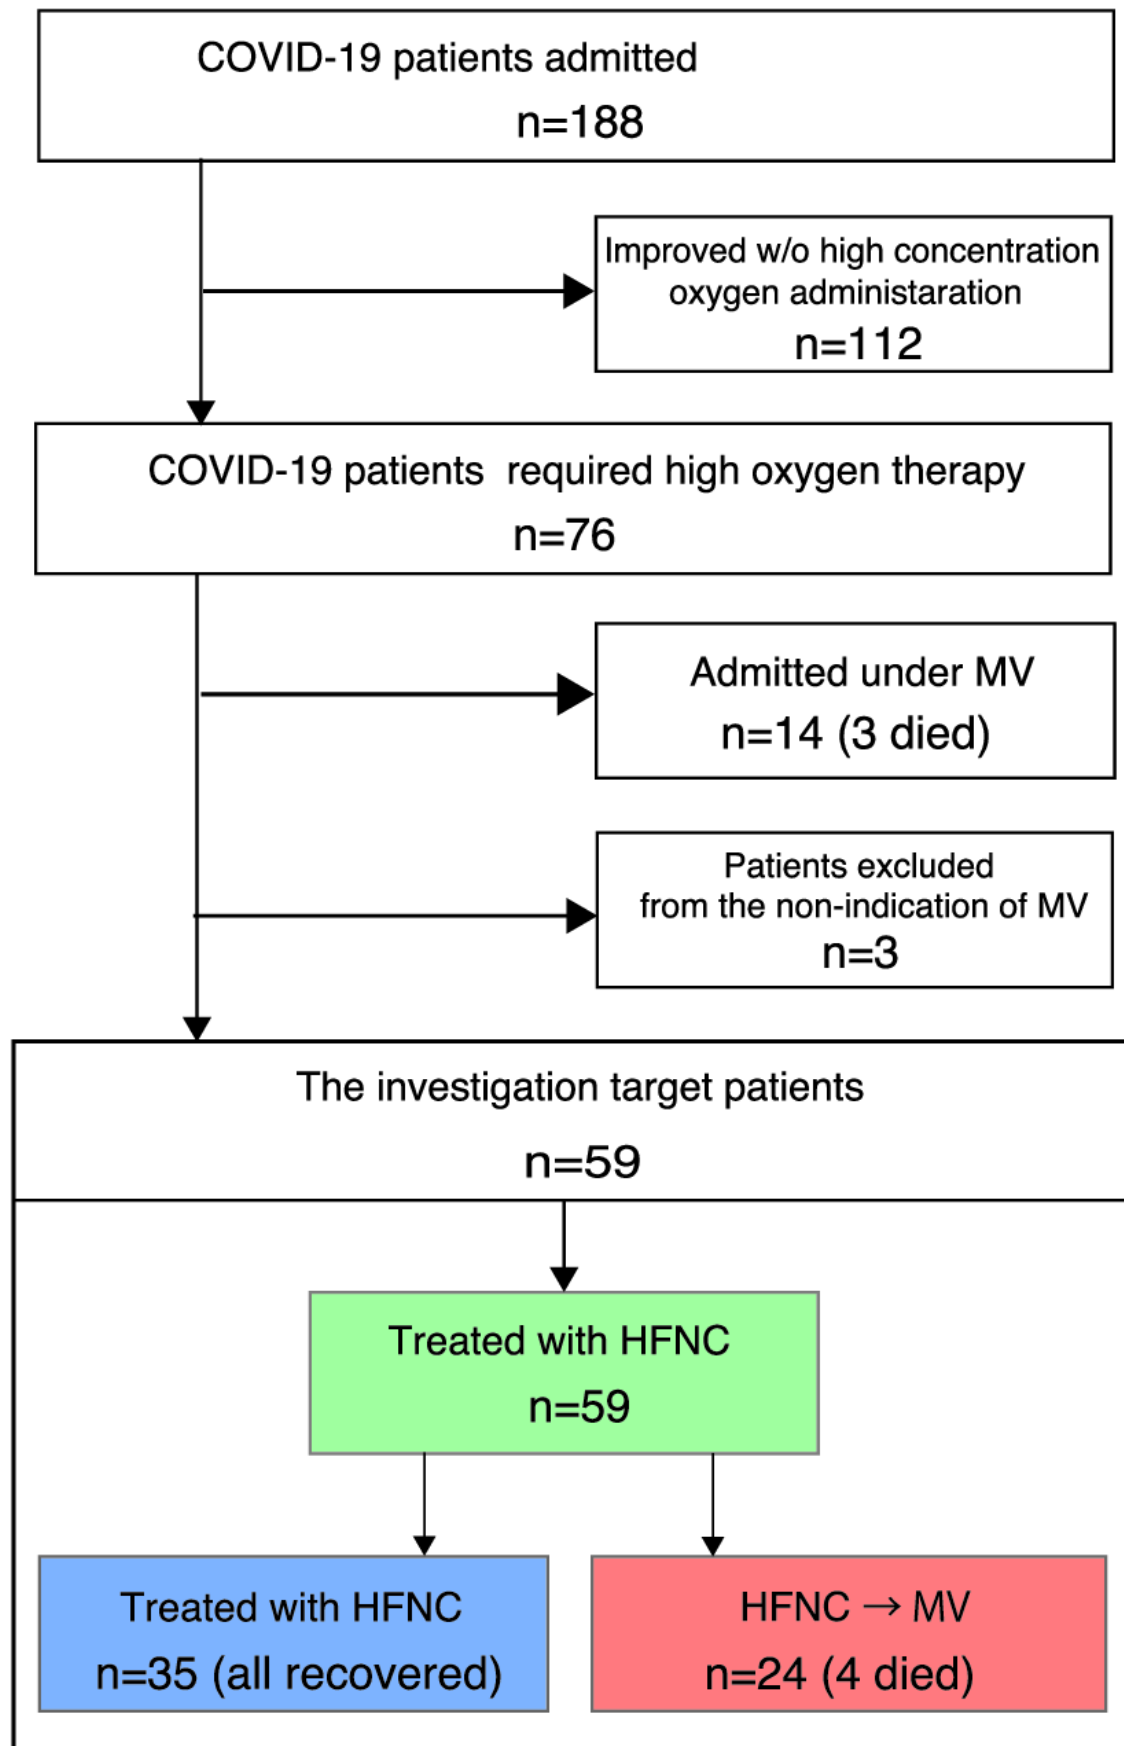 COVID-19 patients admitted
n=188
Improved w/o high concentration
oxygen administaration
n=112
COVID-19 patients required high oxygen therapy
n=76
Admitted under MV
n=14 (3 died)
Patients excluded
from the non-indication of MV
n=3
The investigation target patients
n=59
Treated with HFNC
n=59
Treated with HFNC
n=35 (all recovered)
HFNC → MV
n=24 (4 died)